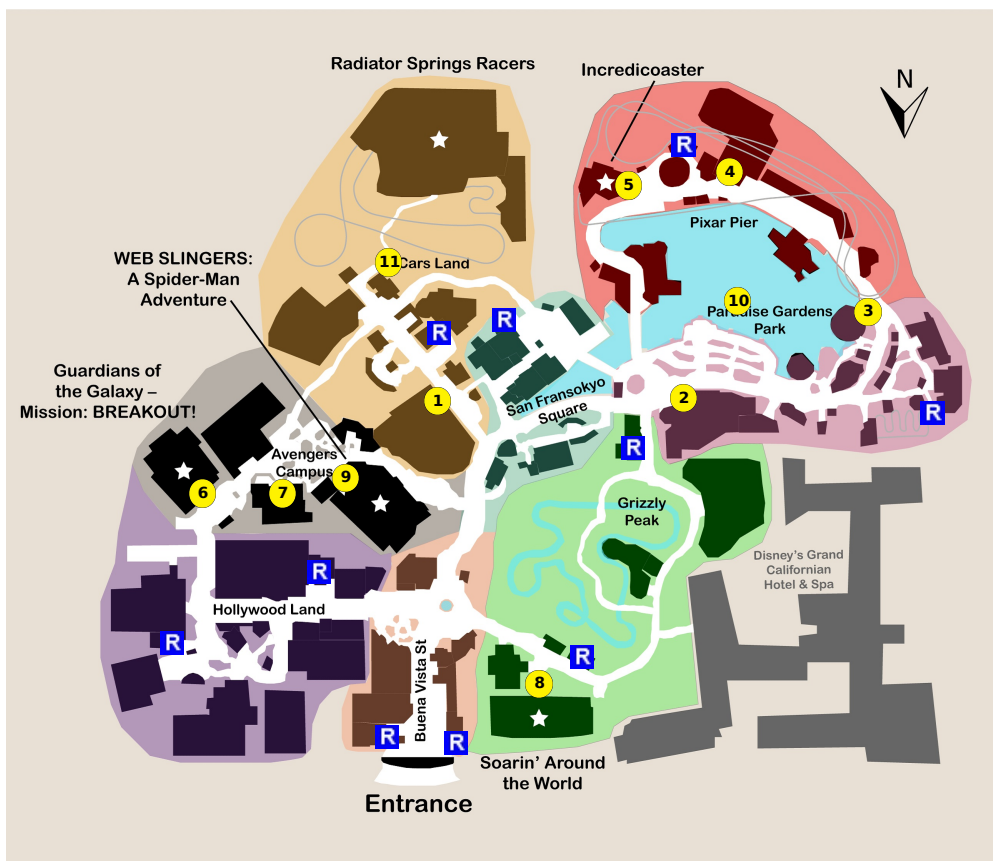 Radiator Springs Racers
Incredicoaster
N
R
4
5
Pixar Pier
WEB SLINGERS:
A Spider-Man
Adventure
11
Cars Land
10
Paradise Gardens
Park
3
R
R
Guardians of
the Galaxy –
Mission: BREAKOUT!
San Fransokyo
Square
1
2
R
R
Avengers
Campus
9
6
7
Grizzly
Peak
Disney's Grand
Californian
Hotel & Spa
R
Hollywood Land
R
Buena Vista St
R
8
R
R
Soarin' Around
the World
Entrance